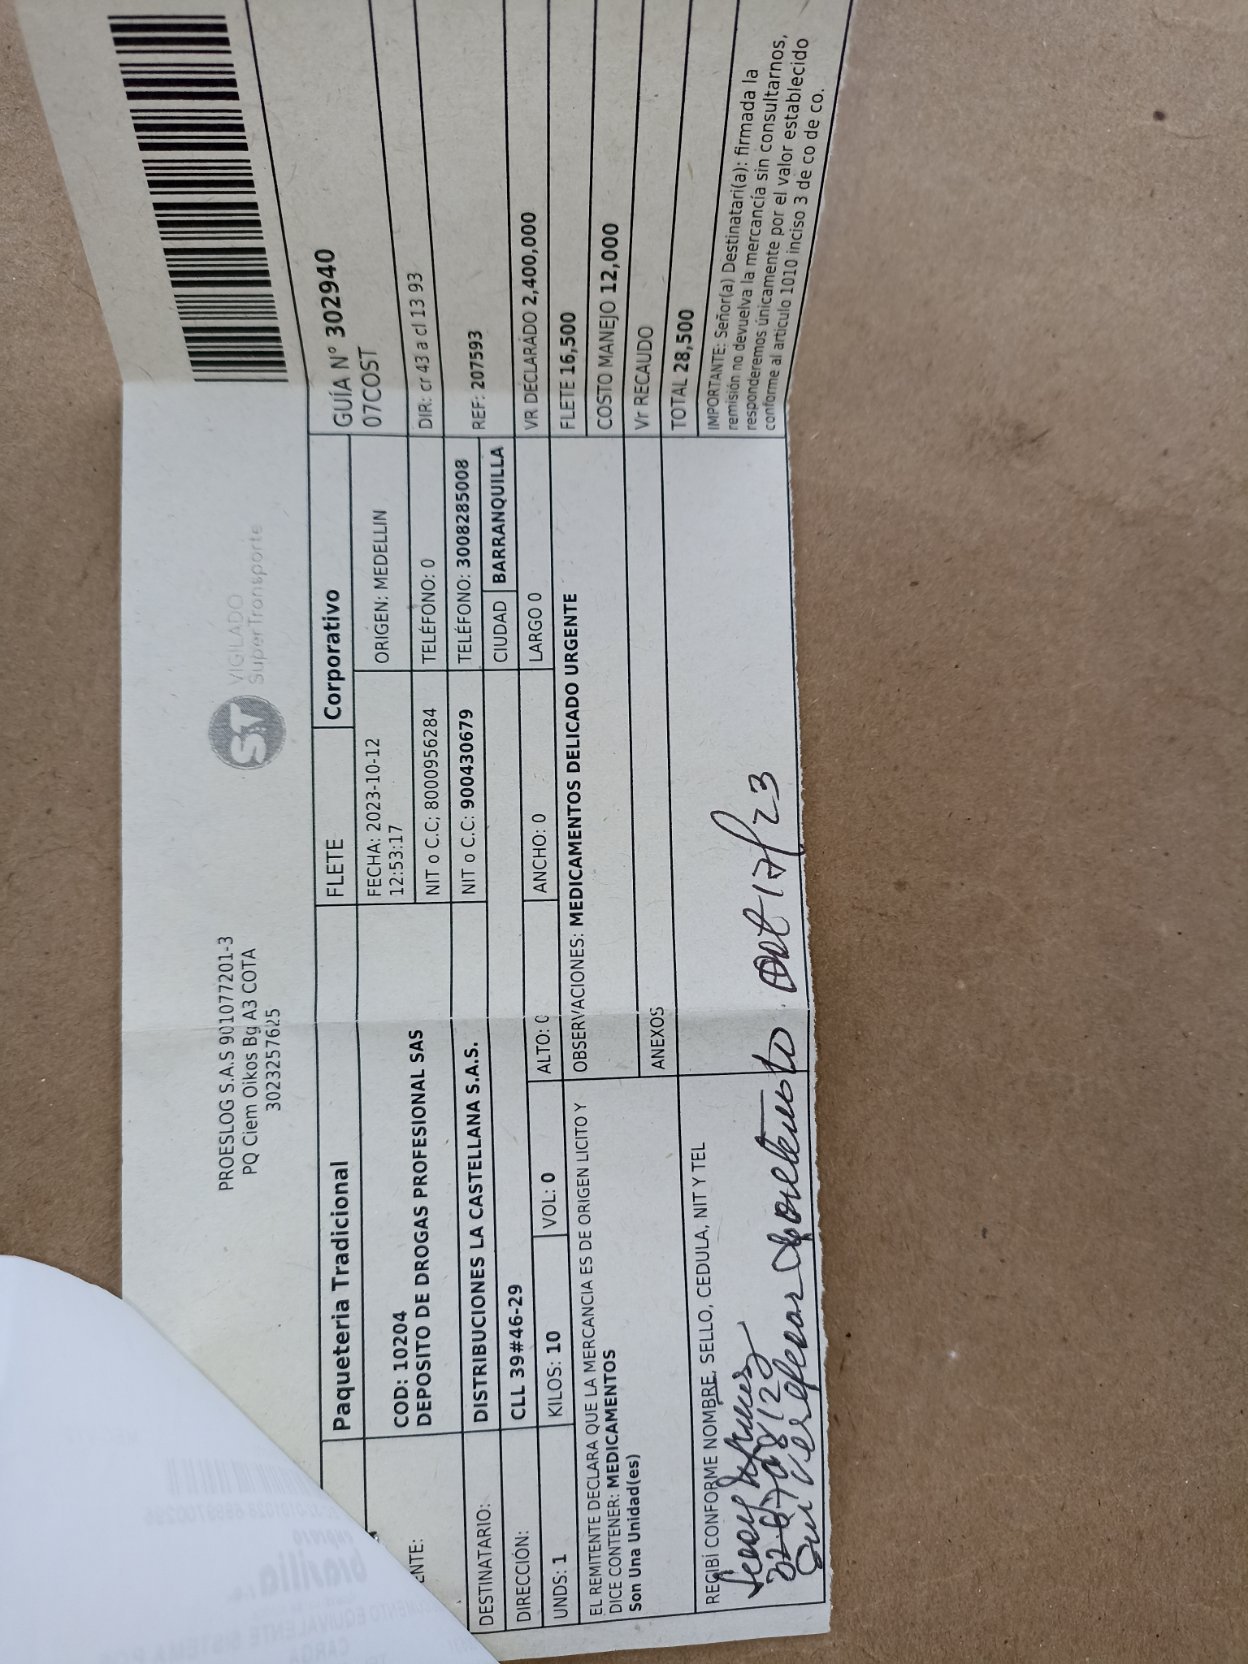 PROESLOG S.A.S 901077201-3
PQ Ciem Oikos Bg A3 COTA
3023257625
ST VIGILADO
SuperTransporte
Paqueteria Tradicional FLETE Corporativo GUÍA N° 302940
07COST
COD: 10204
DEPOSITO DE DROGAS PROFESIONAL SAS
FECHA: 2023-10-12
12:53:17
ORIGEN: MEDELLIN
NIT o C.C; 8000956284 TELÉFONO: 0 DIR: cr 43 a cl 13 93
ENTE:
DESTINATARIO: DISTRIBUCIONES LA CASTELLANA S.A.S. NIT o C.C: 900430679 TELÉFONO: 3008285008 REF: 207593
DIRECCIÓN: CLL 39#46-29 CIUDAD BARRANQUILLA
UNDS: 1 KILOS: 10 VOL: 0 ALTO: 0 ANCHO: 0 LARGO 0 VR DECLARADO 2,400,000
EL REMITENTE DECLARA QUE LA MERCANCIA ES DE ORIGEN LICITO Y
DICE CONTENER: MEDICAMENTOS
Son Una Unidad(es)
OBSERVACIONES: MEDICAMENTOS DELICADO URGENTE
FLETE 16,500
COSTO MANEJO 12,000
ANEXOS
Vr RECAUDO
TOTAL 28,500
RECIBÍ CONFORME NOMBRE, SELLO, CEDULA, NIT Y TEL
IMPORTANTE: Señor(a) Destinatari(a): firmada la
remisión no devuelva la mercancía sin consultarnos,
responderemos únicamente por el valor establecido
conforme al articulo 1010 inciso 3 de co de co.
Oct 17/23